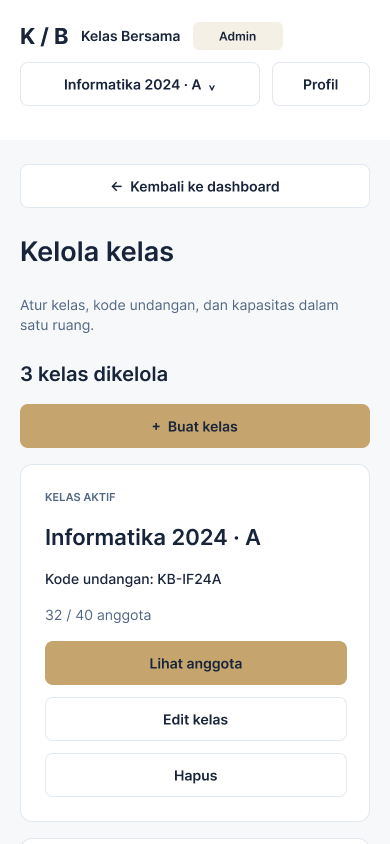 K / B Kelas Bersama Admin
Informatika 2024 · A v Profil
← Kembali ke dashboard
Kelola kelas
Atur kelas, kode undangan, dan kapasitas dalam
satu ruang.
3 kelas dikelola
+ Buat kelas
KELAS AKTIF
Informatika 2024 · A
Kode undangan: KB-IF24A
32 / 40 anggota
Lihat anggota
Edit kelas
Hapus